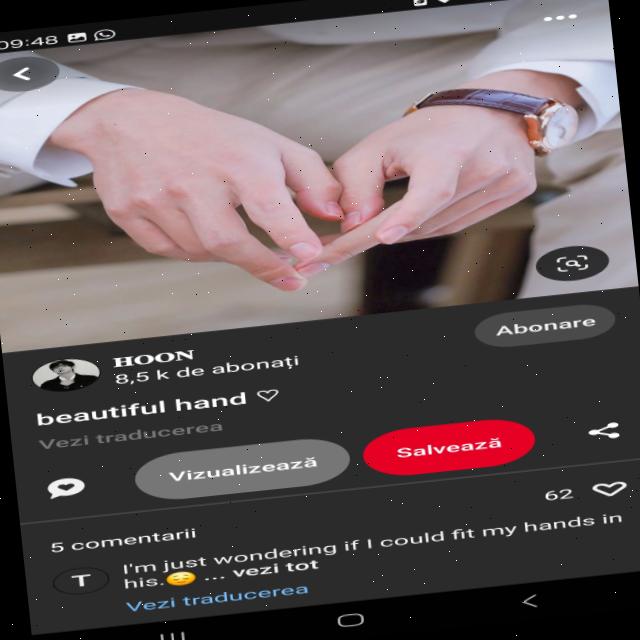 09:48
HOON
8,5 k de abonați
Abonare
beautiful hand ♡
Vezi traducerea
Vizualizează
Salvează
5 comentarii
62
T
I'm just wondering if I could fit my hands in
his.😌 ... vezi tot
Vezi traducerea